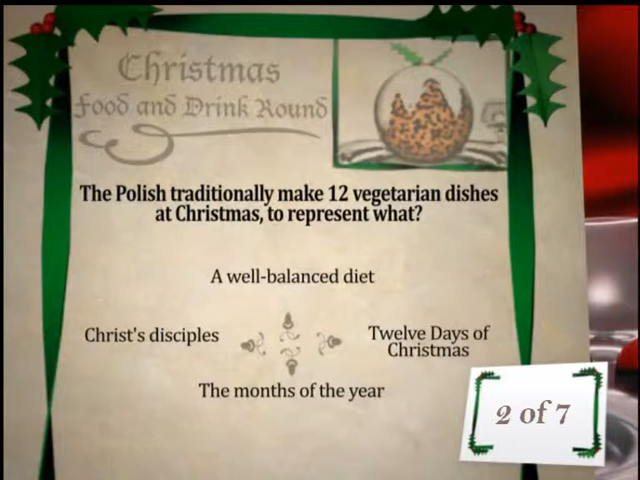 Christmas
Food and Drink Round
The Polish traditionally make 12 vegetarian dishes
at Christmas, to represent what?
A well-balanced diet
Christ's disciples
Twelve Days of
Christmas
The months of the year
2 of 7